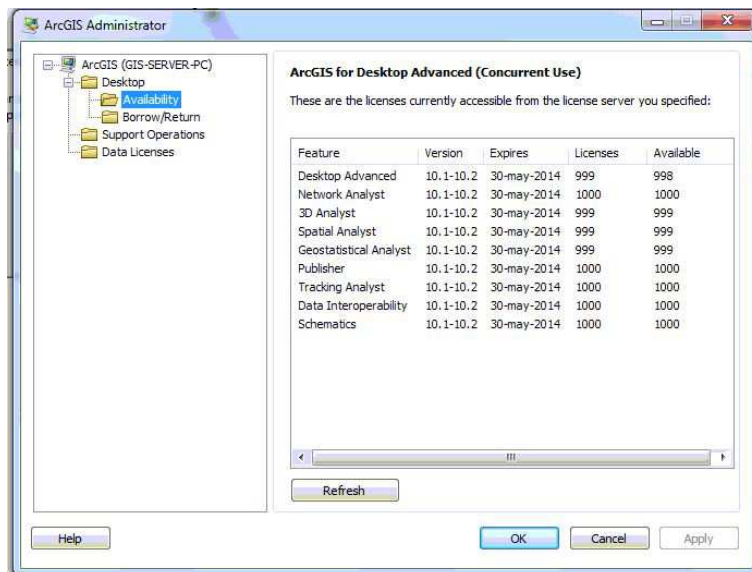 ArcGIS Administrator
ArcGIS (GIS-SERVER-PC)
Desktop
Availability
Borrow/Return
Support Operations
Data Licenses
ArcGIS for Desktop Advanced (Concurrent Use)
These are the licenses currently accessible from the license server you specified:
Feature Version Expires Licenses Available
Desktop Advanced 10.1-10.2 30-may-2014 999 998
Network Analyst 10.1-10.2 30-may-2014 1000 1000
3D Analyst 10.1-10.2 30-may-2014 999 999
Spatial Analyst 10.1-10.2 30-may-2014 999 999
Geostatistical Analyst 10.1-10.2 30-may-2014 999 999
Publisher 10.1-10.2 30-may-2014 1000 1000
Tracking Analyst 10.1-10.2 30-may-2014 1000 1000
Data Interoperability 10.1-10.2 30-may-2014 1000 1000
Schematics 10.1-10.2 30-may-2014 1000 1000
Refresh
Help OK Cancel Apply